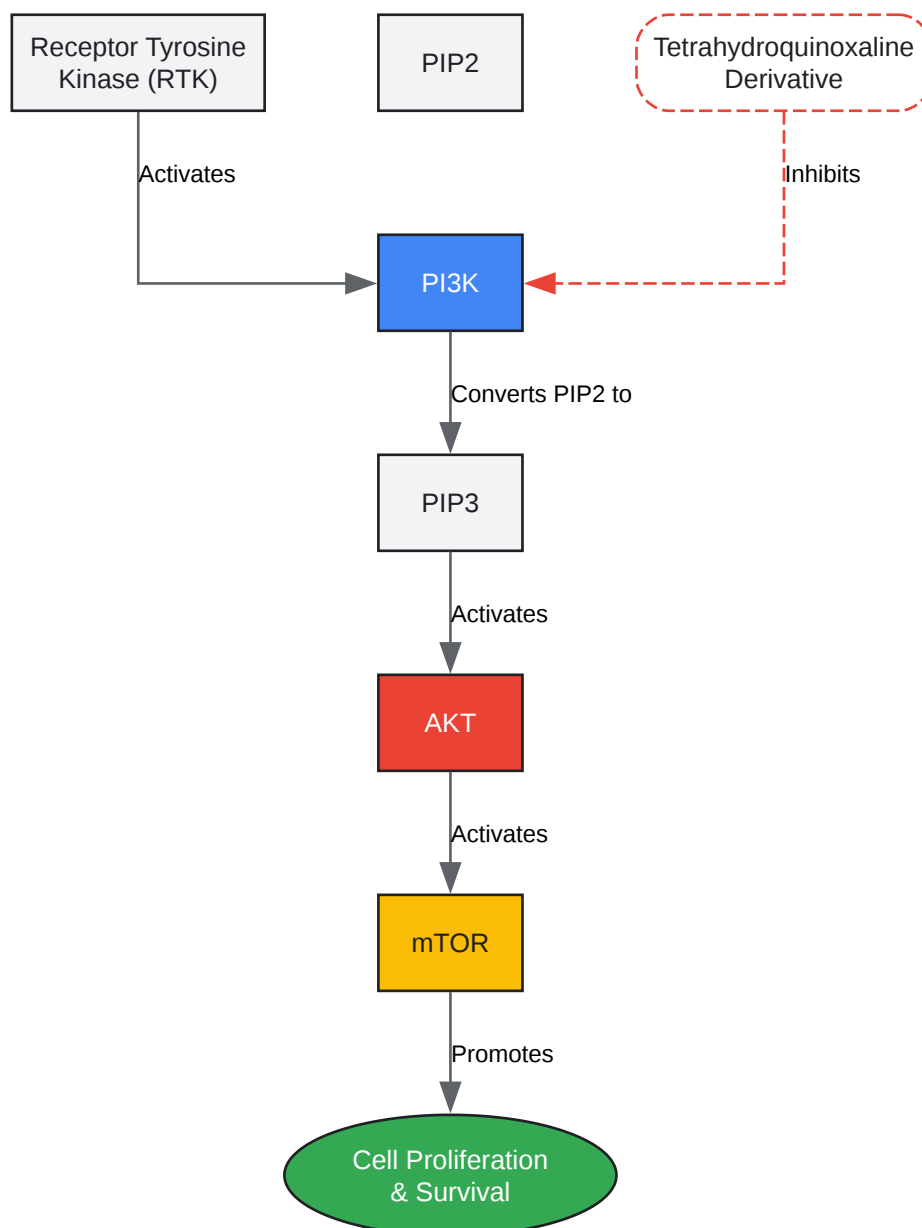 Receptor Tyrosine
Kinase (RTK)
PIP2
Tetrahydroquinoxaline
Derivative
Activates
Inhibits
PI3K
Converts PIP2 to
PIP3
Activates
AKT
Activates
mTOR
Promotes
Cell Proliferation
& Survival